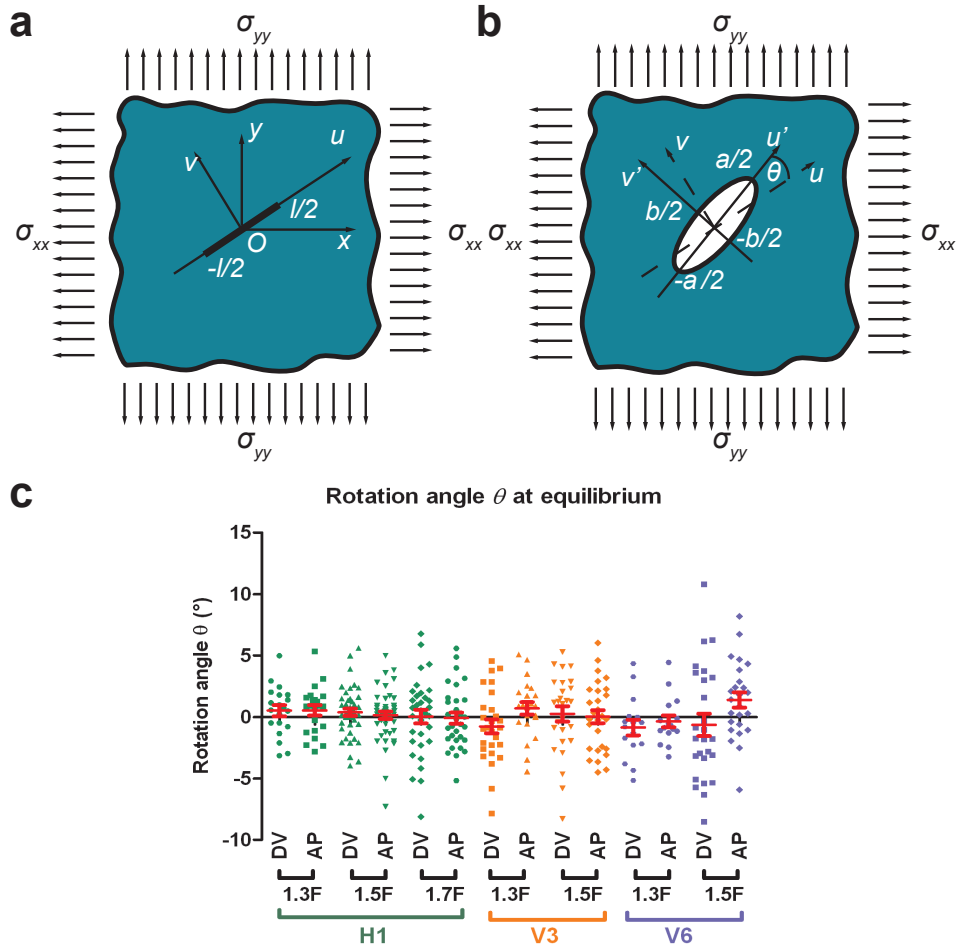 a
σyy
y
u
v
l/2
σxx
O
x
σxx
-l/2
σyy
b
σyy
v
a/2
u'
v'
θ
u
b/2
σxx
-b/2
σxx
-a/2
σyy
c
Rotation angle θ at equilibrium
Rotation angle θ (°)
15
10
5
0
-5
-10
DV AP DV AP DV AP DV AP DV AP DV AP DV AP
1.3F 1.5F 1.7F 1.3F 1.5F 1.3F 1.5F
H1 V3 V6